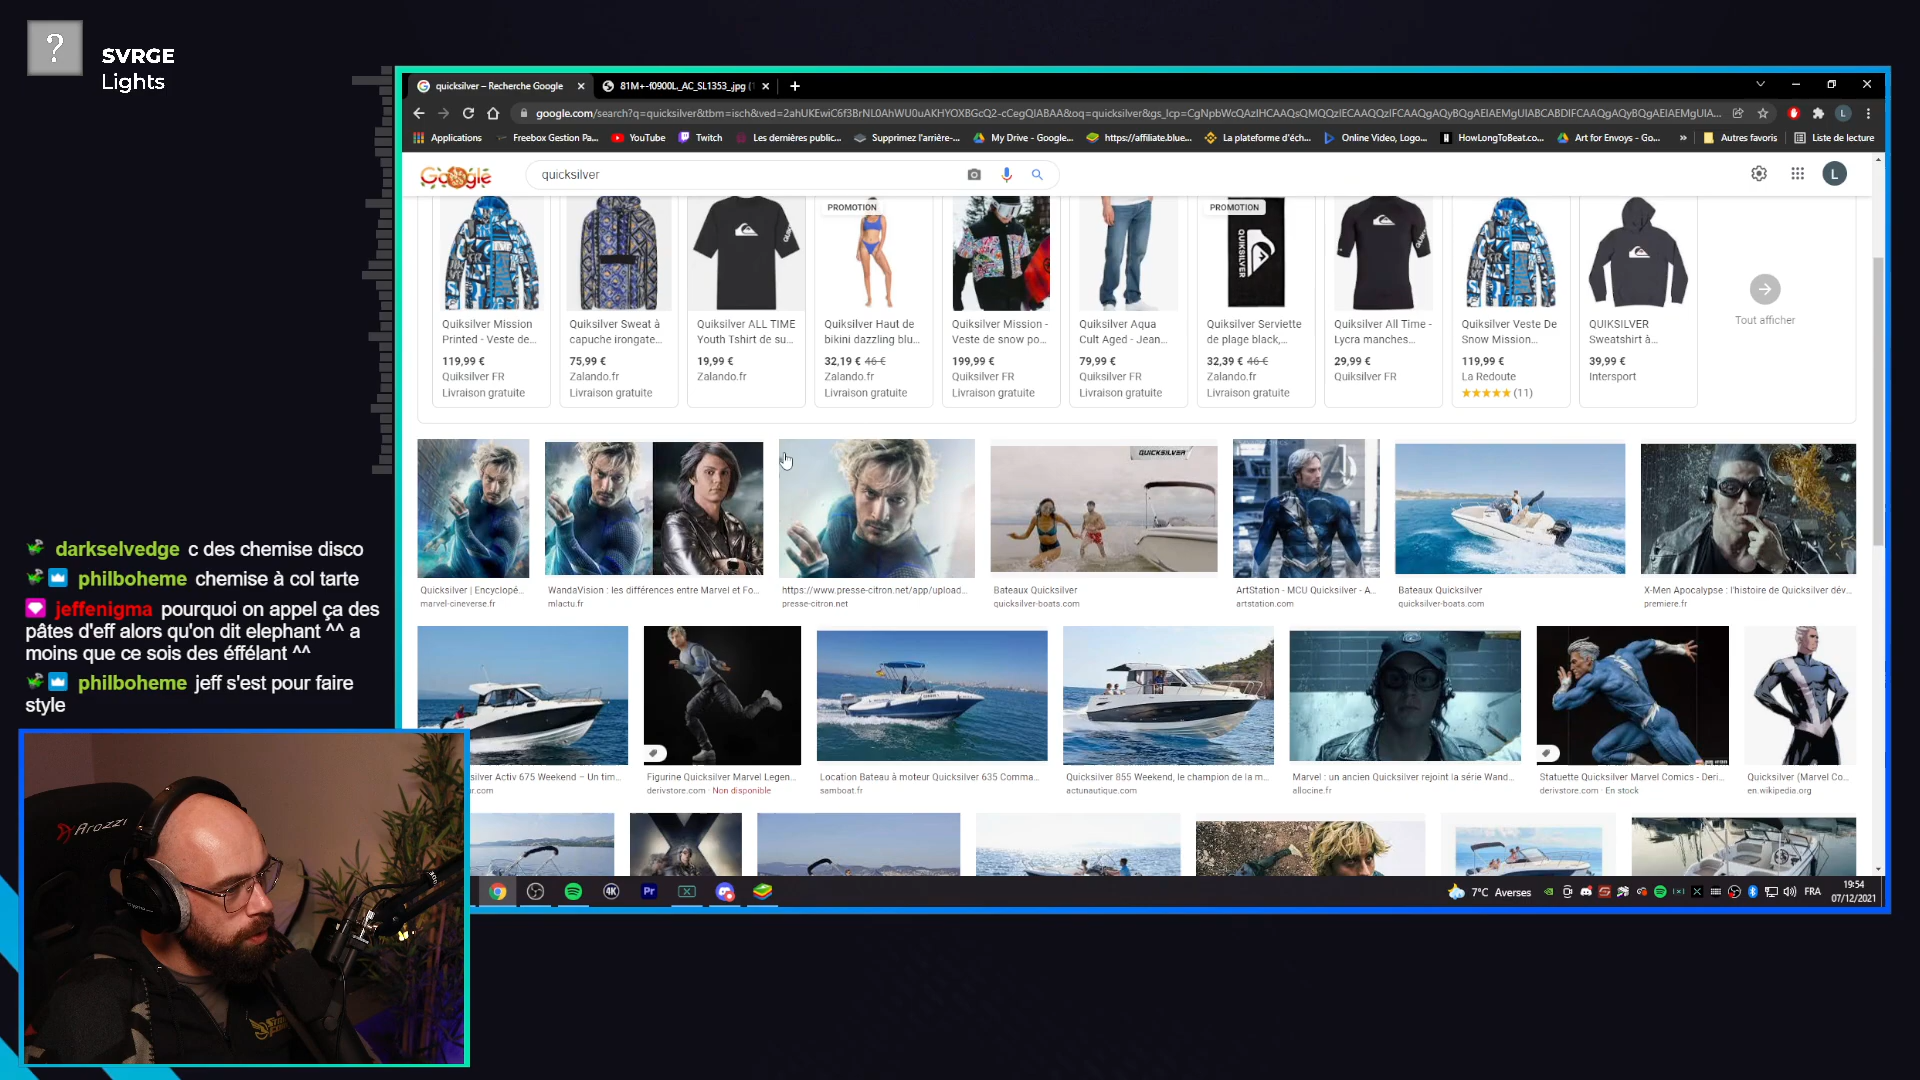 ?
SVRGE
Lights
quicksilver – Recherche Google
81M+-f0900L._AC_SL1353_.jpg (1
google.com/search?q=quicksilver&tbm=isch&ved=2ahUKEwiC6f3BrNL0AhWU0uAKHYOXBGcQ2-cCegQIABAA&oq=quicksilver&gs_lcp=CgNpbWcQAzIHCAAQsQMQQzIECAAQQzIFCAAQgAQyBQgAEIAEMgUIABCABDIFCAAQgAQyBQgAEIAEMgUIA...
Applications
Freebox Gestion Pa...
YouTube
Twitch
Les dernières public...
Supprimez l'arrière-...
My Drive - Google...
https://affiliate.blue...
La plateforme d'éch...
Online Video, Logo...
HowLongToBeat.co...
Art for Envoys - Go...
»
Autres favoris
Liste de lecture
quicksilver
L
PROMOTION
PROMOTION
Quiksilver Mission Printed - Veste de...
119,99 €
Quiksilver FR
Livraison gratuite
Quiksilver Sweat à capuche irongate...
75,99 €
Zalando.fr
Livraison gratuite
Quiksilver ALL TIME Youth Tshirt de su...
19,99 €
Zalando.fr
Quiksilver Haut de bikini dazzling blu...
32,19 € 46 €
Zalando.fr
Livraison gratuite
Quiksilver Mission - Veste de snow po...
199,99 €
Quiksilver FR
Livraison gratuite
Quiksilver Aqua Cult Aged - Jean...
79,99 €
Quiksilver FR
Livraison gratuite
QUIKSILVER
Quiksilver Serviette de plage black,...
32,39 € 46 €
Zalando.fr
Livraison gratuite
Quiksilver All Time - Lycra manches...
29,99 €
Quiksilver FR
Quiksilver Veste De Snow Mission...
119,99 €
La Redoute
(11)
QUIKSILVER Sweatshirt à...
39,99 €
Intersport
Tout afficher
QUICKSILVER
Quicksilver | Encyclopé...
marvel-cineverse.fr
WandaVision : les différences entre Marvel et Fo...
mlactu.fr
https://www.presse-citron.net/app/upload...
presse-citron.net
Bateaux Quicksilver
quicksilver-boats.com
ArtStation - MCU Quicksilver - A...
artstation.com
Bateaux Quicksilver
quicksilver-boats.com
X-Men Apocalypse : l'histoire de Quicksilver dév...
premiere.fr
silver Activ 675 Weekend – Un tim...
ur.com
Figurine Quicksilver Marvel Legen...
derivstore.com · Non disponible
Location Bateau à moteur Quicksilver 635 Comma...
samboat.fr
Quicksilver 855 Weekend, le champion de la m...
actunautique.com
Marvel : un ancien Quicksilver rejoint la série Wand...
allocine.fr
Statuette Quicksilver Marvel Comics - Deri...
derivstore.com · En stock
Quicksilver (Marvel Co...
en.wikipedia.org
4K
Pr
7°C Averses
FRA
19:54
07/12/2021
darkselvedge c des chemise disco
philboheme chemise à col tarte
jeffenigma pourquoi on appel ça des
pâtes d'eff alors qu'on dit elephant ^^ a
moins que ce sois des éffélant ^^
philboheme jeff s'est pour faire
style
AROZZI